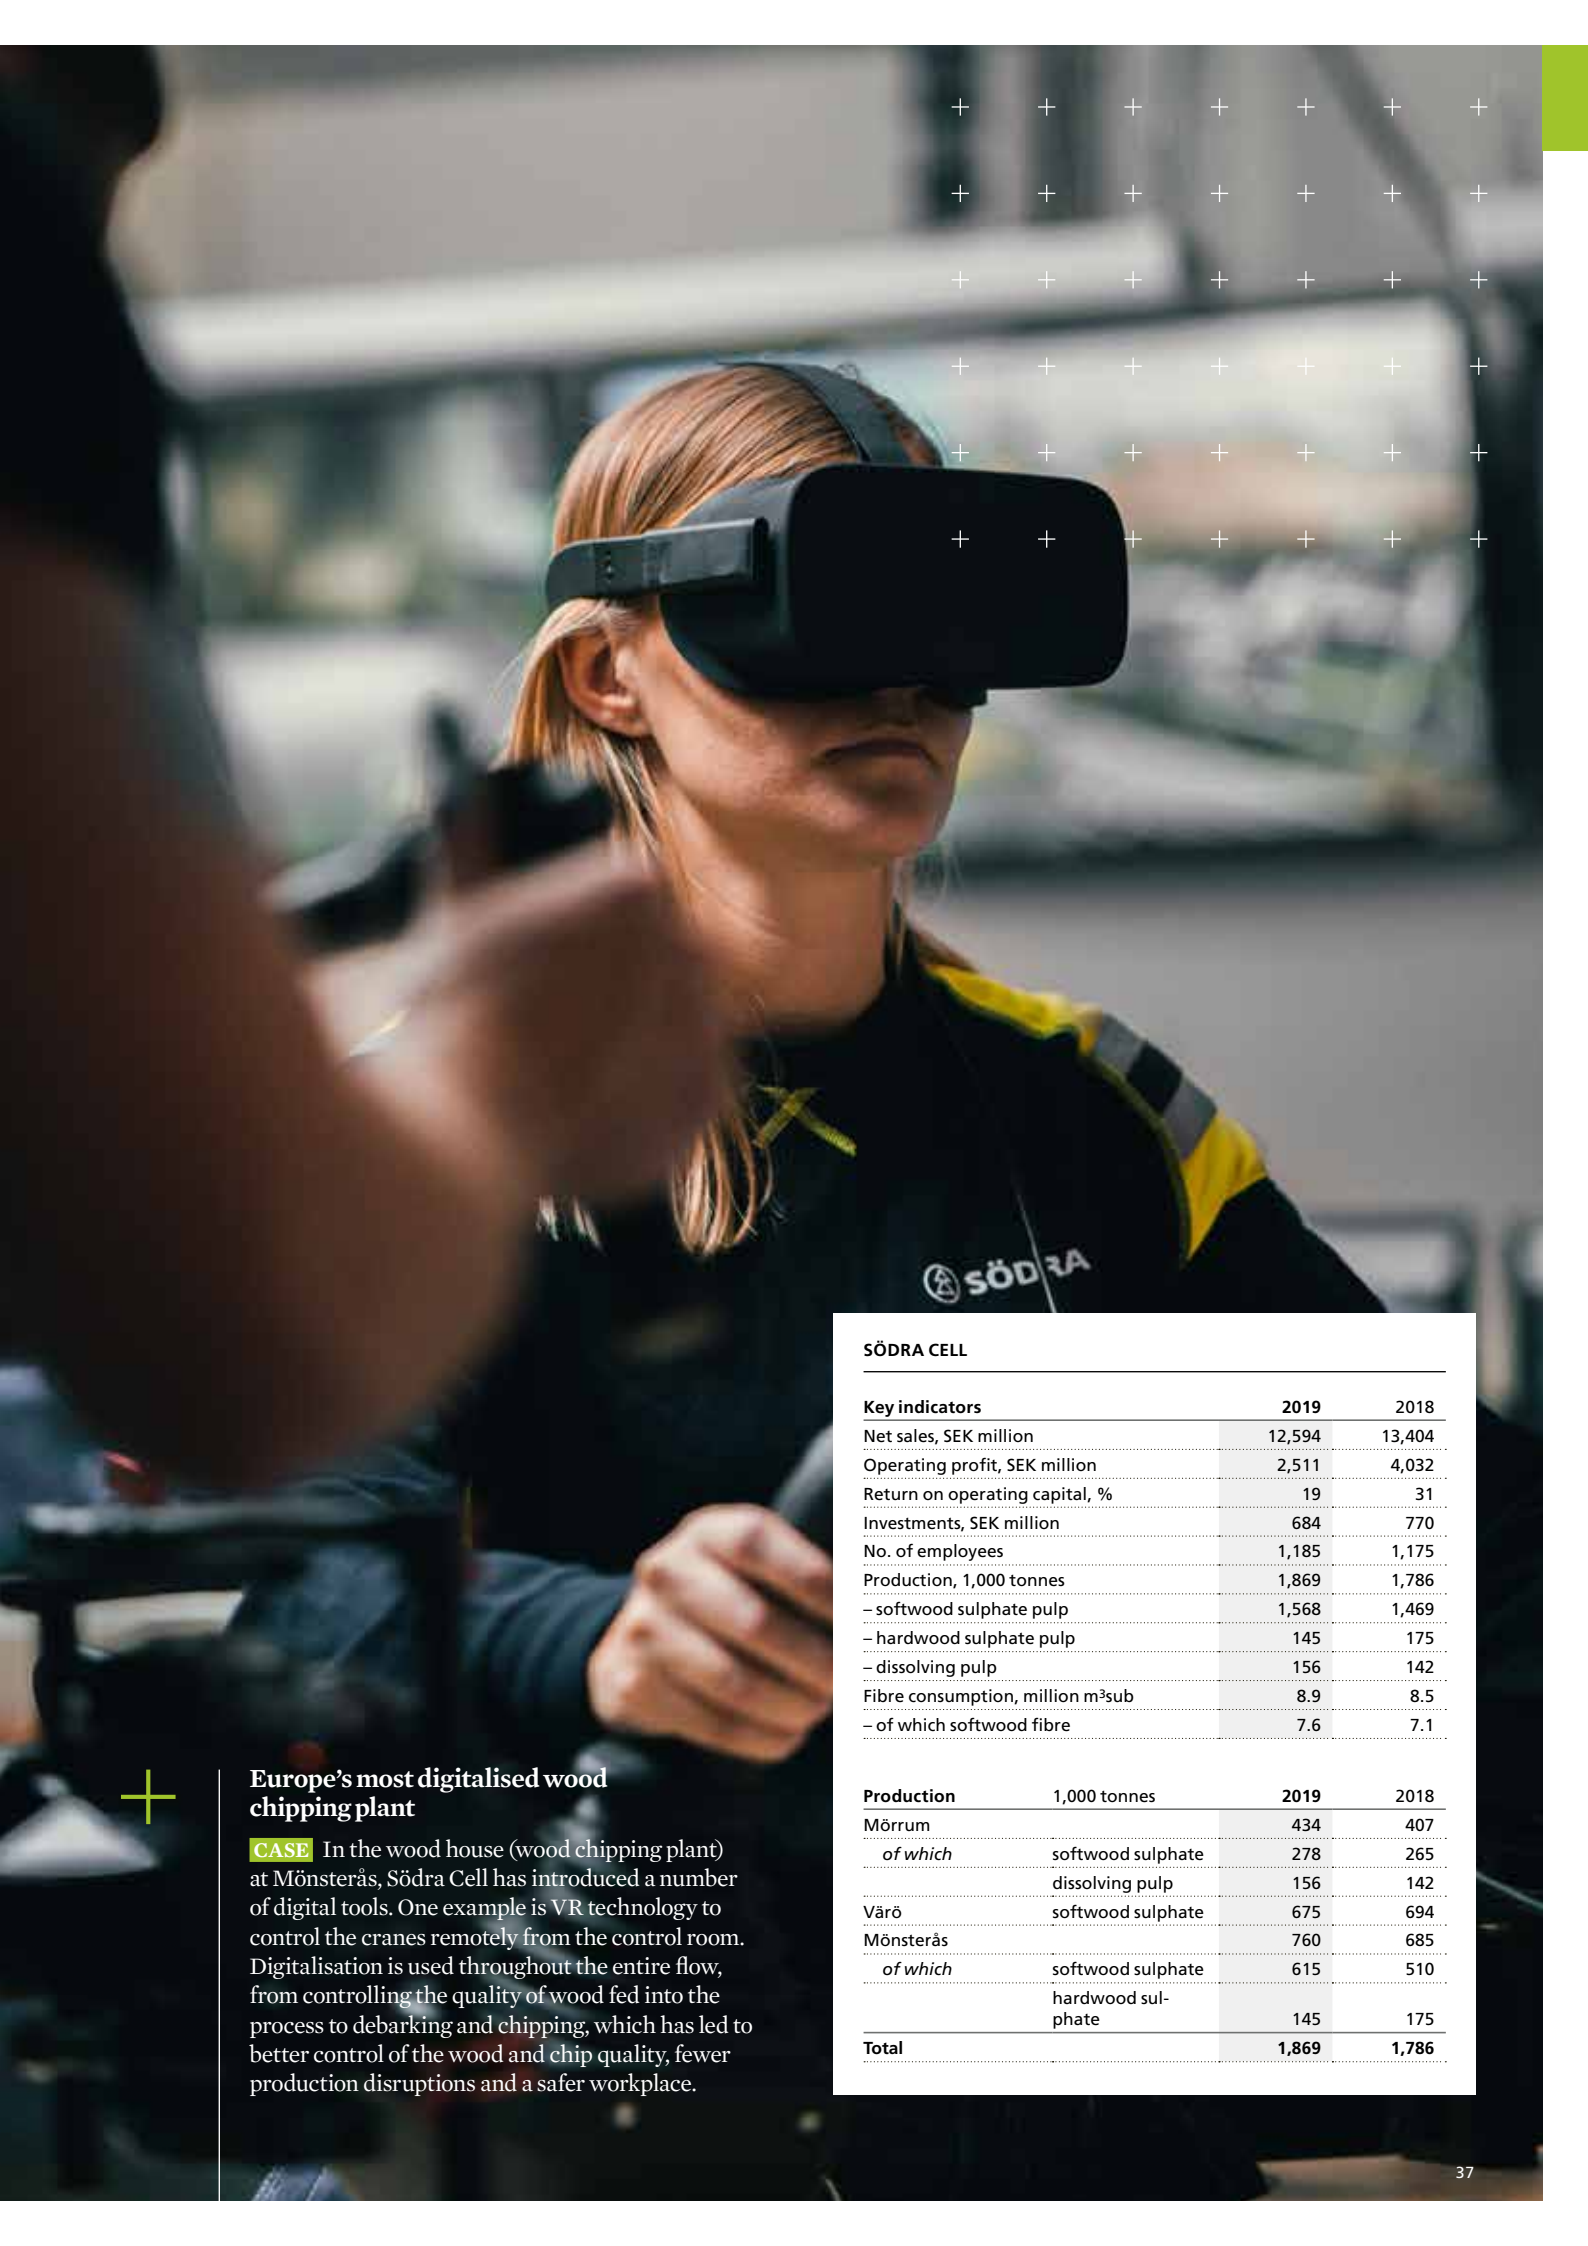 SÖDRA
SÖDRA CELL
Key indicators 2019 2018
Net sales, SEK million 12,594 13,404
Operating profit, SEK million 2,511 4,032
Return on operating capital, % 19 31
Investments, SEK million 684 770
No. of employees 1,185 1,175
Production, 1,000 tonnes 1,869 1,786
– softwood sulphate pulp 1,568 1,469
– hardwood sulphate pulp 145 175
– dissolving pulp 156 142
Fibre consumption, million m³sub 8.9 8.5
– of which softwood fibre 7.6 7.1
Production 1,000 tonnes 2019 2018
Mörrum 434 407
of which softwood sulphate 278 265
dissolving pulp 156 142
Värö softwood sulphate 675 694
Mönsterås 760 685
of which softwood sulphate 615 510
hardwood sul-
phate 145 175
Total 1,869 1,786
Europe's most digitalised wood
chipping plant
CASE In the wood house (wood chipping plant)
at Mönsterås, Södra Cell has introduced a number
of digital tools. One example is VR technology to
control the cranes remotely from the control room.
Digitalisation is used throughout the entire flow,
from controlling the quality of wood fed into the
process to debarking and chipping, which has led to
better control of the wood and chip quality, fewer
production disruptions and a safer workplace.
37